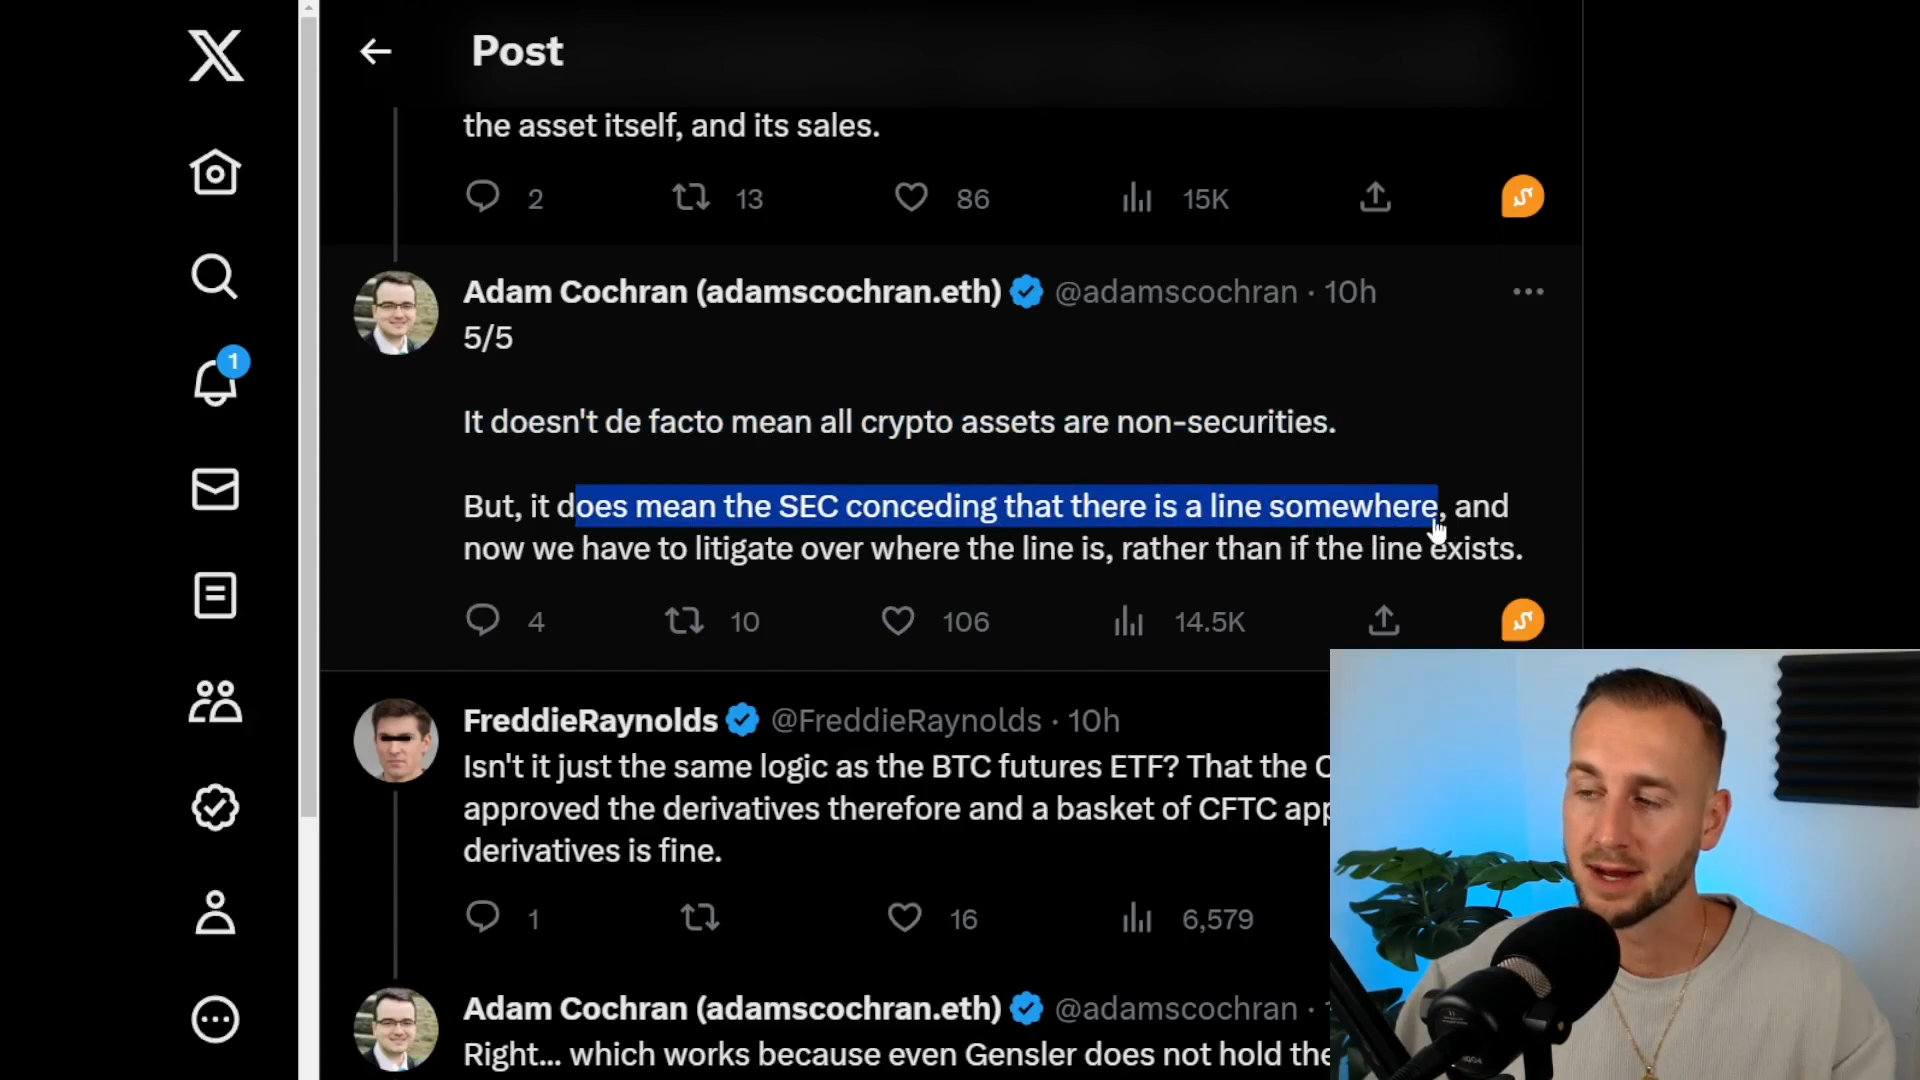 Post
the asset itself, and its sales.
2 13 86 15K
Adam Cochran (adamscochran.eth) @adamscochran · 10h
1
5/5
It doesn't de facto mean all crypto assets are non-securities.
But, it does mean the SEC conceding that there is a line somewhere, and
now we have to litigate over where the line is, rather than if the line exists.
4 10 106 14.5K
FreddieRaynolds @FreddieRaynolds · 10h
Isn't it just the same logic as the BTC futures ETF? That the C
approved the derivatives therefore and a basket of CFTC app
derivatives is fine.
1 16 6,579
Adam Cochran (adamscochran.eth) @adamscochran ·
Right... which works because even Gensler does not hold the